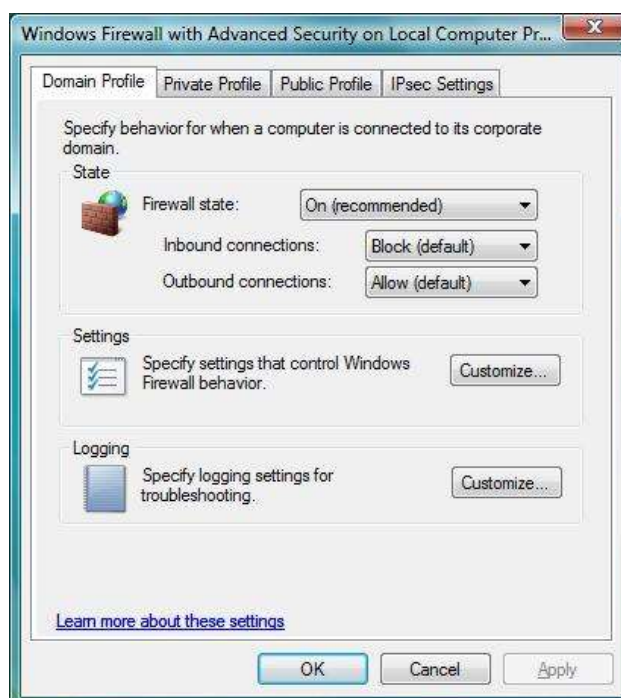 Windows Firewall with Advanced Security on Local Computer Pr...
Domain Profile
Private Profile
Public Profile
IPsec Settings
Specify behavior for when a computer is connected to its corporate
domain.
State
Firewall state:
On (recommended)
Inbound connections:
Block (default)
Outbound connections:
Allow (default)
Settings
Specify settings that control Windows
Firewall behavior.
Customize...
Logging
Specify logging settings for
troubleshooting.
Customize...
Learn more about these settings
OK
Cancel
Apply